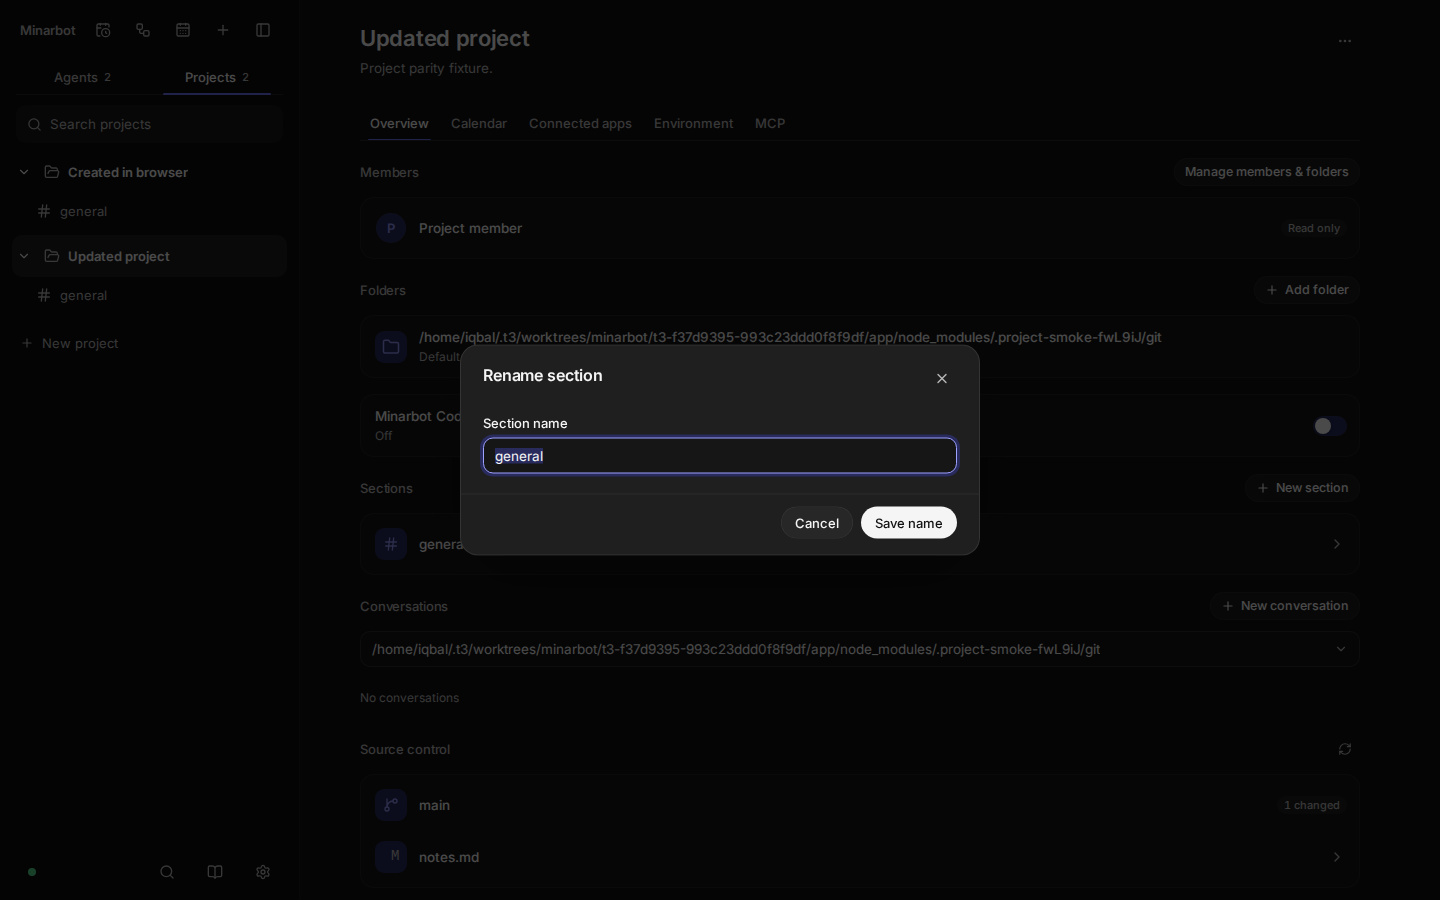 Minarbot
Agents 2
Projects 2
Search projects
Created in browser
general
Updated project
general
New project
Updated project
Project parity fixture.
Overview
Calendar
Connected apps
Environment
MCP
Members
Manage members & folders
P
Project member
Read only
Folders
Add folder
/home/iqbal/.t3/worktrees/minarbot/t3-f37d9395-993c23ddd0f8f9df/app/node_modules/.project-smoke-fwL9iJ/git
Default
Minarbot Cod
Off
Rename section
Section name
general
Cancel
Save name
Sections
New section
genera
Conversations
New conversation
/home/iqbal/.t3/worktrees/minarbot/t3-f37d9395-993c23ddd0f8f9df/app/node_modules/.project-smoke-fwL9iJ/git
No conversations
Source control
main
1 changed
M
notes.md